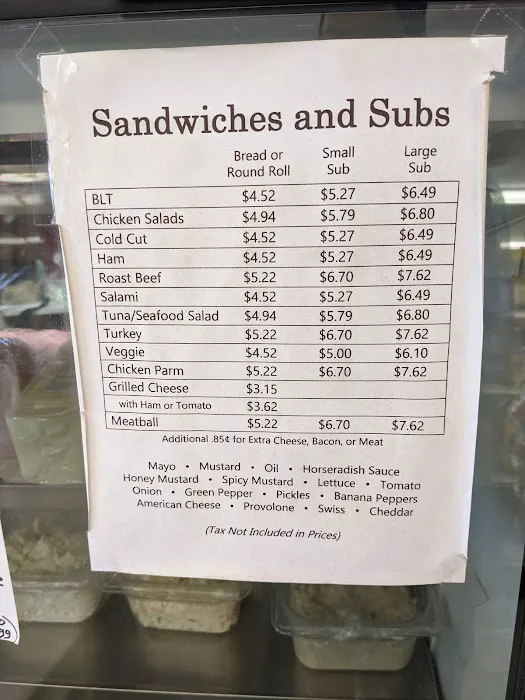 Sandwiches and Subs
Bread or Round Roll Small Sub Large Sub
BLT $4.52 $5.27 $6.49
Chicken Salads $4.94 $5.79 $6.80
Cold Cut $4.52 $5.27 $6.49
Ham $4.52 $5.27 $6.49
Roast Beef $5.22 $6.70 $7.62
Salami $4.52 $5.27 $6.49
Tuna/Seafood Salad $4.94 $5.79 $6.80
Turkey $5.22 $6.70 $7.62
Veggie $4.52 $5.00 $6.10
Chicken Parm $5.22 $6.70 $7.62
Grilled Cheese $3.15
with Ham or Tomato $3.62
Meatball $5.22 $6.70 $7.62
Additional .85¢ for Extra Cheese, Bacon, or Meat
Mayo • Mustard • Oil • Horseradish Sauce
Honey Mustard • Spicy Mustard • Lettuce • Tomato
Onion • Green Pepper • Pickles • Banana Peppers
American Cheese • Provolone • Swiss • Cheddar
(Tax Not Included in Prices)